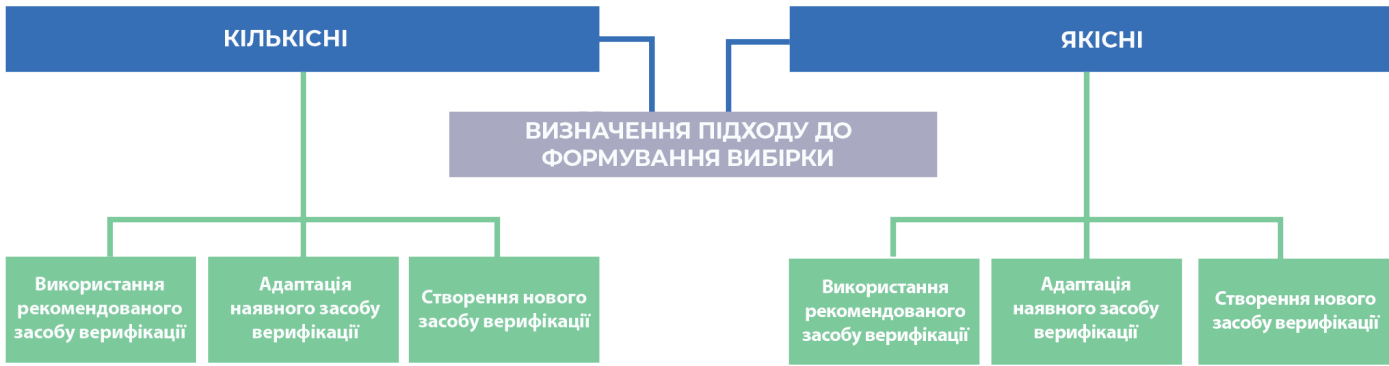 КІЛЬКІСНІ
ЯКІСНІ
ВИЗНАЧЕННЯ ПІДХОДУ ДО
ФОРМУВАННЯ ВИБІРКИ
Використання
рекомендованого
засобу верифікації
Адаптація
наявного засобу
верифікації
Створення нового
засобу верифікації
Використання
рекомендованого
засобу верифікації
Адаптація
наявного засобу
верифікації
Створення нового
засобу верифікації